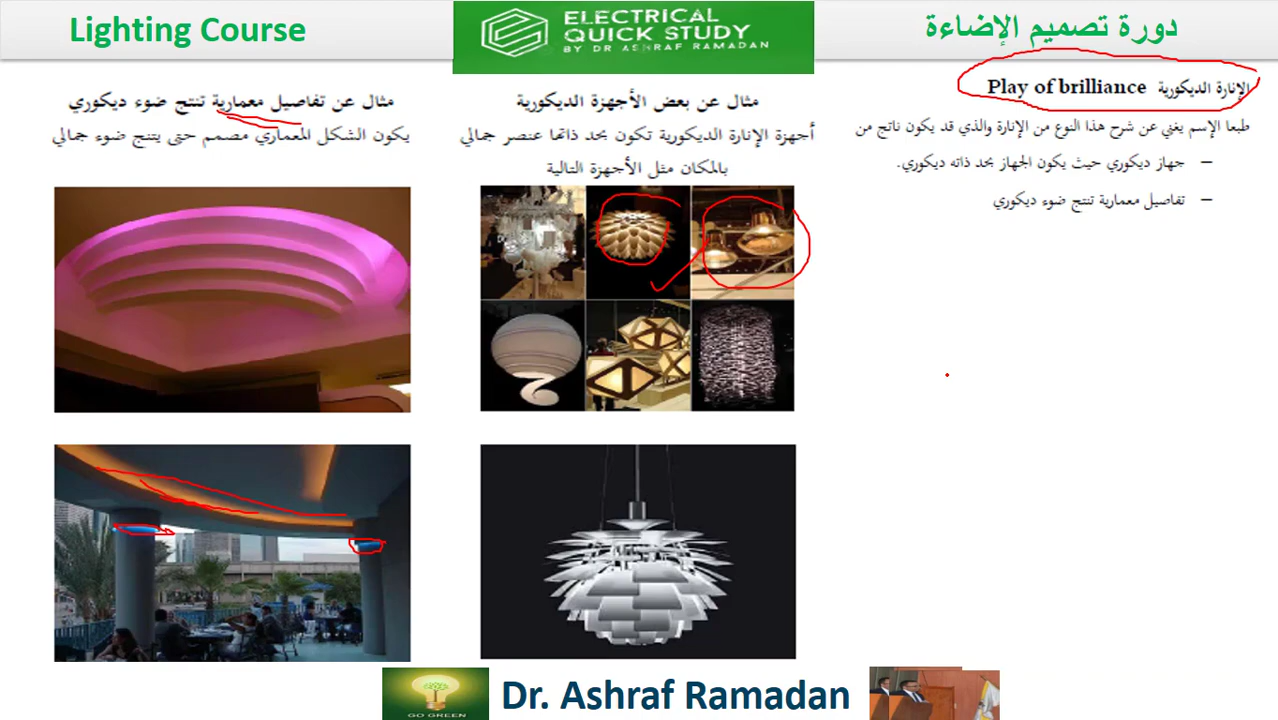 Lighting Course
ELECTRICAL
QUICK STUDY
BY DR ASHRAF RAMADAN
دورة تصميم الإضاءة
الإنارة الديكورية Play of brilliance
طبعا الإسم يغني عن شرح هذا النوع من الإنارة والذي قد يكون ناتج من
– جهاز ديكوري حيث يكون الجهاز بحد ذاته ديكوري.
– تفاصيل معمارية تنتج ضوء ديكوري
مثال عن بعض الأجهزة الديكورية
أجهزة الإنارة الديكورية تكون بحد ذاتها عنصر جمالي
بالمكان مثل الأجهزة التالية
مثال عن تفاصيل معمارية تنتج ضوء ديكوري
يكون الشكل المعماري مصمم حتى ينتج ضوء جمالي
GO GREEN
Dr. Ashraf Ramadan